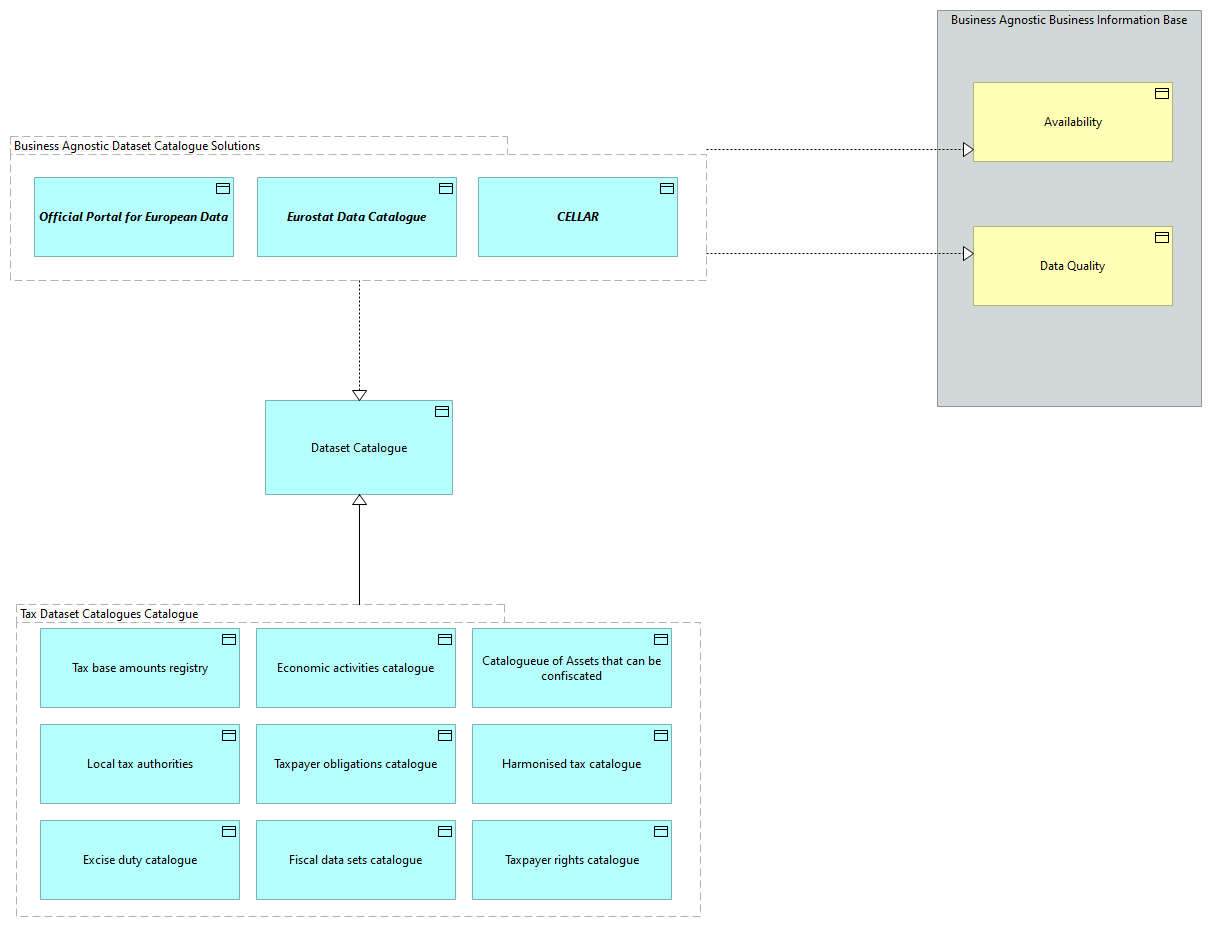 Business Agnostic Business Information Base
Availability
Data Quality
Business Agnostic Dataset Catalogue Solutions
Official Portal for European Data
Eurostat Data Catalogue
CELLAR
Dataset Catalogue
Tax Dataset Catalogues Catalogue
Tax base amounts registry
Economic activities catalogue
Catalogueue of Assets that can be
confiscated
Local tax authorities
Taxpayer obligations catalogue
Harmonised tax catalogue
Excise duty catalogue
Fiscal data sets catalogue
Taxpayer rights catalogue